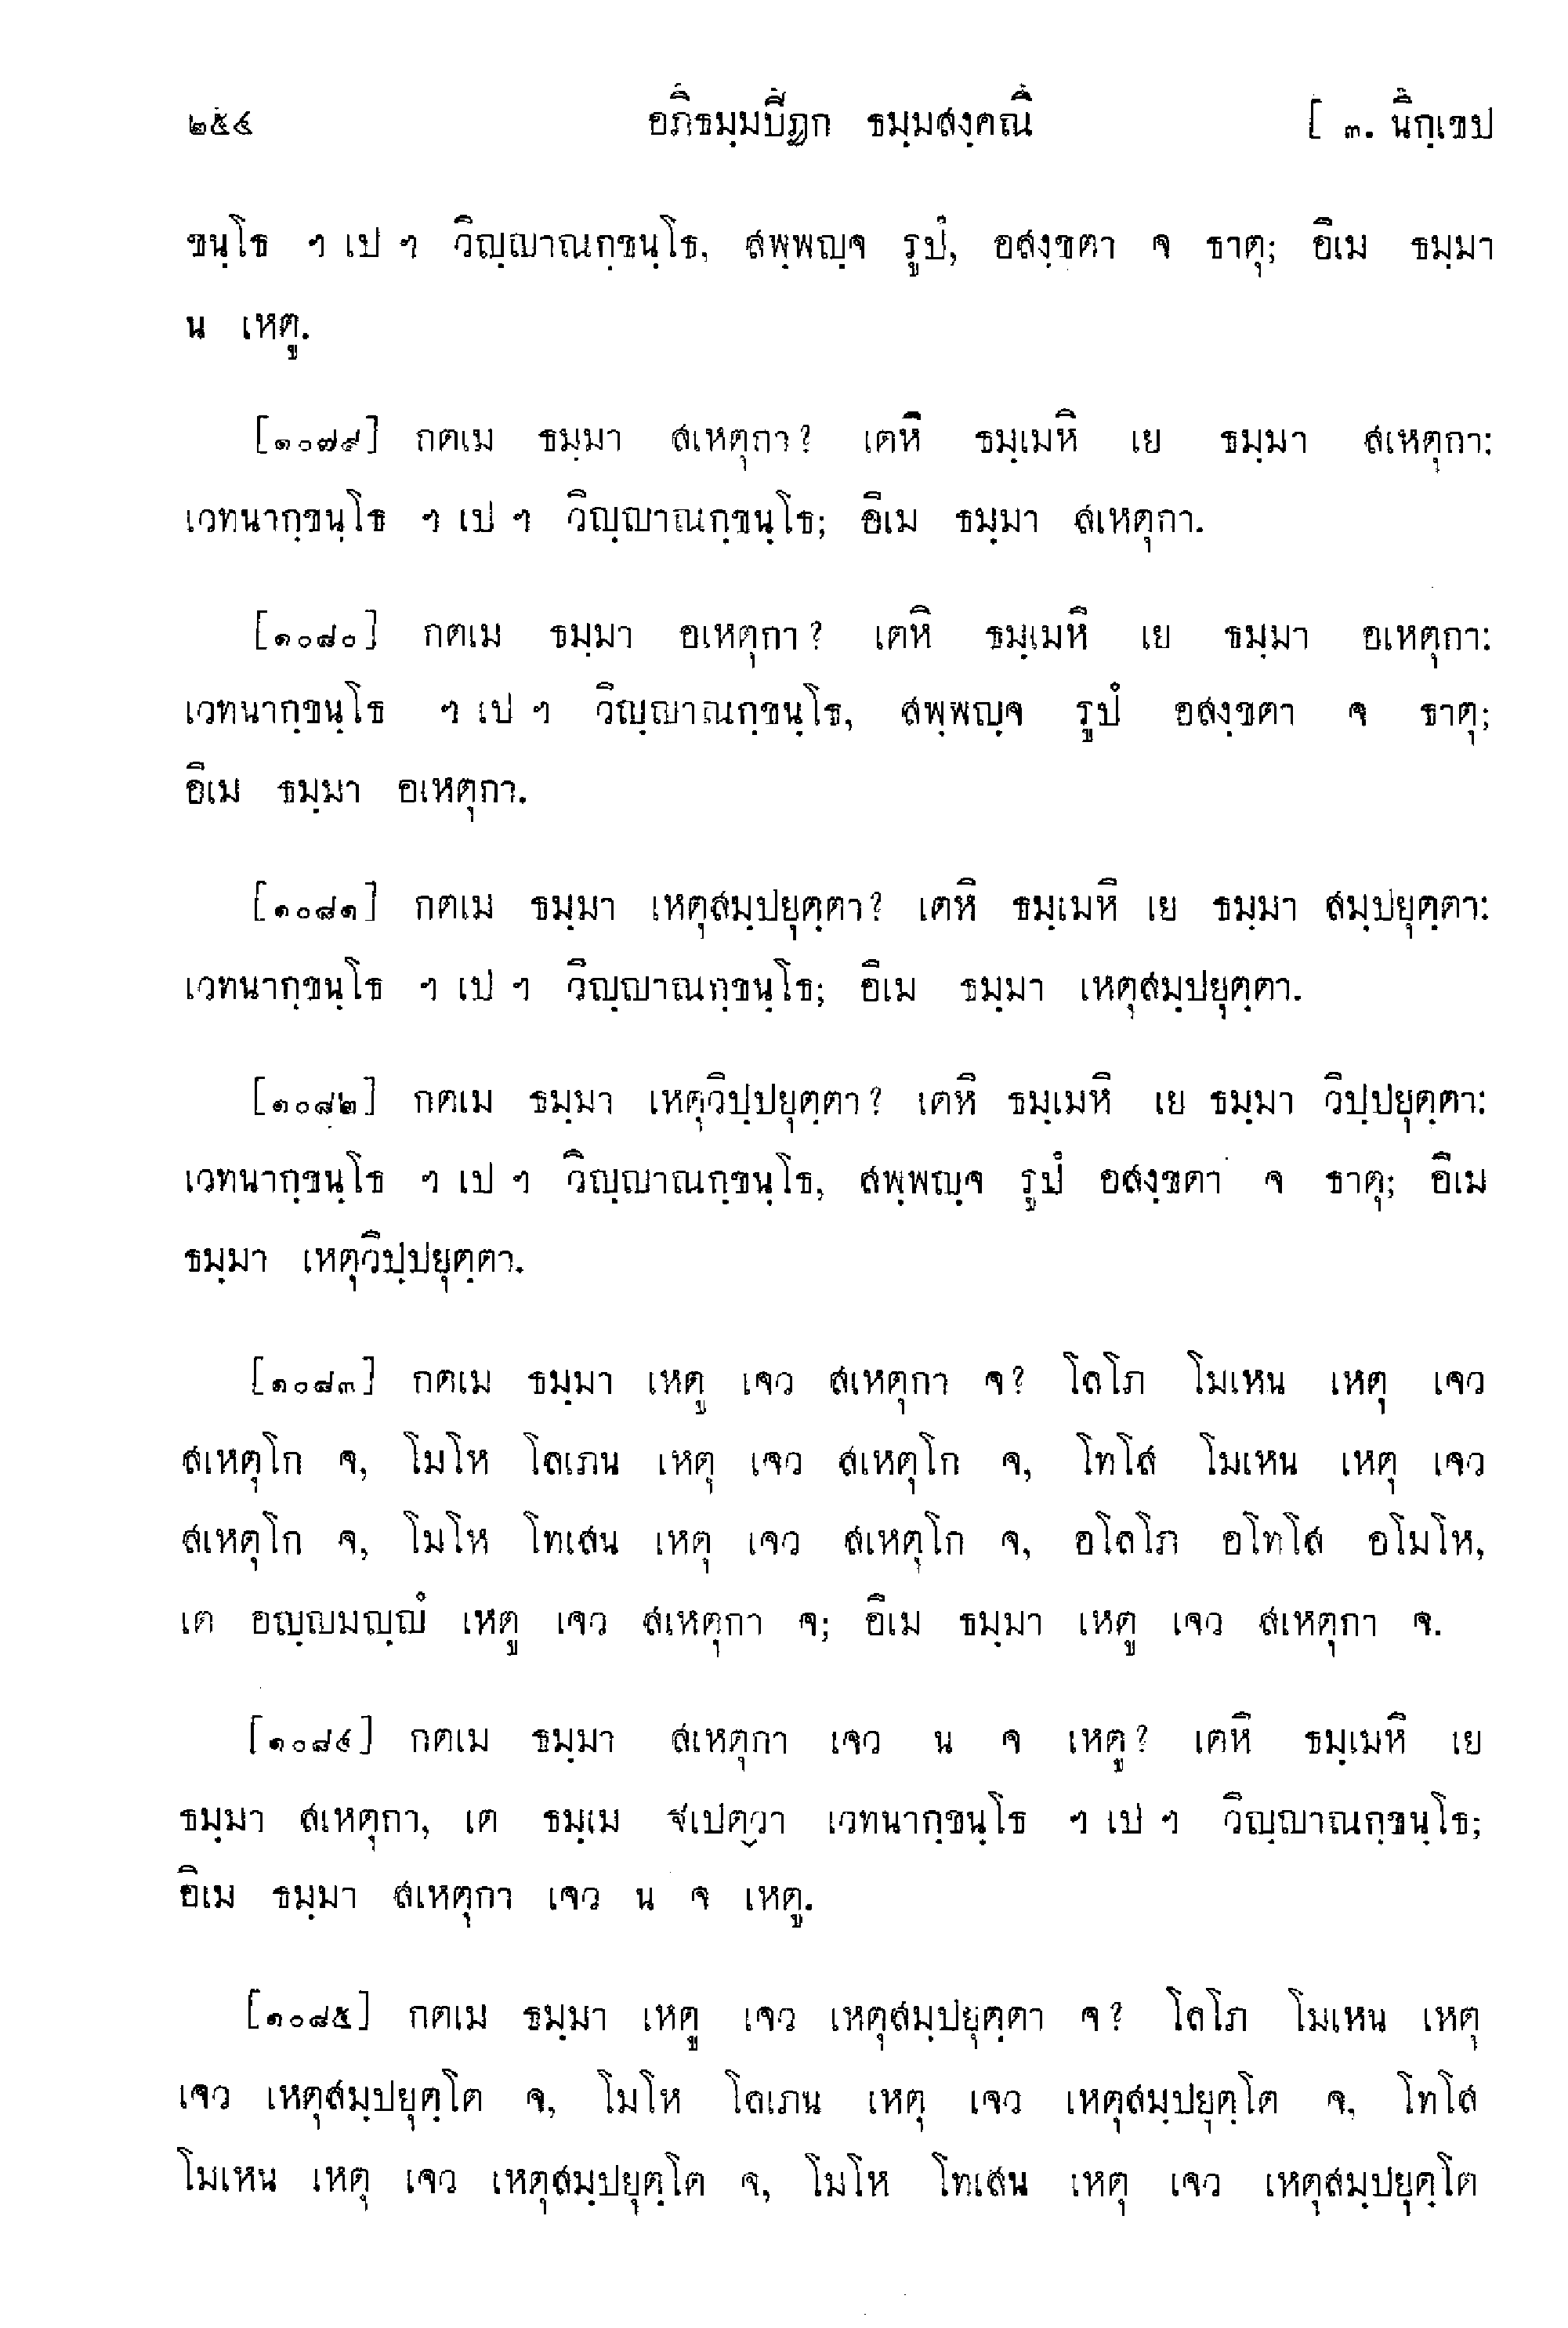 ๒๕๔ อภิธมฺมปิฏก ธมฺมสงฺคณี [ ๓. นิกฺเขป
ขนฺโธ ฯ เป ฯ วิญฺญาณกฺขนฺโธ, สพฺพญฺจ รูปํ, อสงฺขตา จ ธาตุ; อิเม ธมฺมา
น เหตู.
[๑๐๗๙] กตเม ธมฺมา สเหตุกา? เตหิ ธมฺเมหิ เย ธมฺมา สเหตุกา:
เวทนากฺขนฺโธ ฯ เป ฯ วิญฺญาณกฺขนฺโธ; อิเม ธมฺมา สเหตุกา.
[๑๐๘๐] กตเม ธมฺมา อเหตุกา? เตหิ ธมฺเมหิ เย ธมฺมา อเหตุกา:
เวทนากฺขนฺโธ ฯ เป ฯ วิญฺญาณกฺขนฺโธ, สพฺพญฺจ รูปํ อสงฺขตา จ ธาตุ;
อิเม ธมฺมา อเหตุกา.
[๑๐๘๑] กตเม ธมฺมา เหตุสมฺปยุตฺตา? เตหิ ธมฺเมหิ เย ธมฺมา สมฺปยุตฺตา:
เวทนากฺขนฺโธ ฯ เป ฯ วิญฺญาณกฺขนฺโธ; อิเม ธมฺมา เหตุสมฺปยุตฺตา.
[๑๐๘๒] กตเม ธมฺมา เหตุวิปฺปยุตฺตา? เตหิ ธมฺเมหิ เย ธมฺมา วิปฺปยุตฺตา:
เวทนากฺขนฺโธ ฯ เป ฯ วิญฺญาณกฺขนฺโธ, สพฺพญฺจ รูปํ อสงฺขตา จ ธาตุ; อิเม
ธมฺมา เหตุวิปฺปยุตฺตา.
[๑๐๘๓] กตเม ธมฺมา เหตู เจว สเหตุกา จ? โลโภ โมเหน เหตุ เจว
สเหตุโก จ, โมโห โลเภน เหตุ เจว สเหตุโก จ, โทโส โมเหน เหตุ เจว
สเหตุโก จ, โมโห โทเสน เหตุ เจว สเหตุโก จ, อโลโภ อโทโส อโมโห,
เต อญฺญมญฺญํ เหตู เจว สเหตุกา จ; อิเม ธมฺมา เหตู เจว สเหตุกา จ.
[๑๐๘๔] กตเม ธมฺมา สเหตุกา เจว น จ เหตู? เตหิ ธมฺเมหิ เย
ธมฺมา สเหตุกา, เต ธมฺเม ฐเปตฺวา เวทนากฺขนฺโธ ฯ เป ฯ วิญฺญาณกฺขนฺโธ;
อิเม ธมฺมา สเหตุกา เจว น จ เหตู.
[๑๐๘๕] กตเม ธมฺมา เหตู เจว เหตุสมฺปยุตฺตา จ? โลโภ โมเหน เหตุ
เจว เหตุสมฺปยุตฺโต จ, โมโห โลเภน เหตุ เจว เหตุสมฺปยุตฺโต จ, โทโส
โมเหน เหตุ เจว เหตุสมฺปยุตฺโต จ, โมโห โทเสน เหตุ เจว เหตุสมฺปยุตฺโต